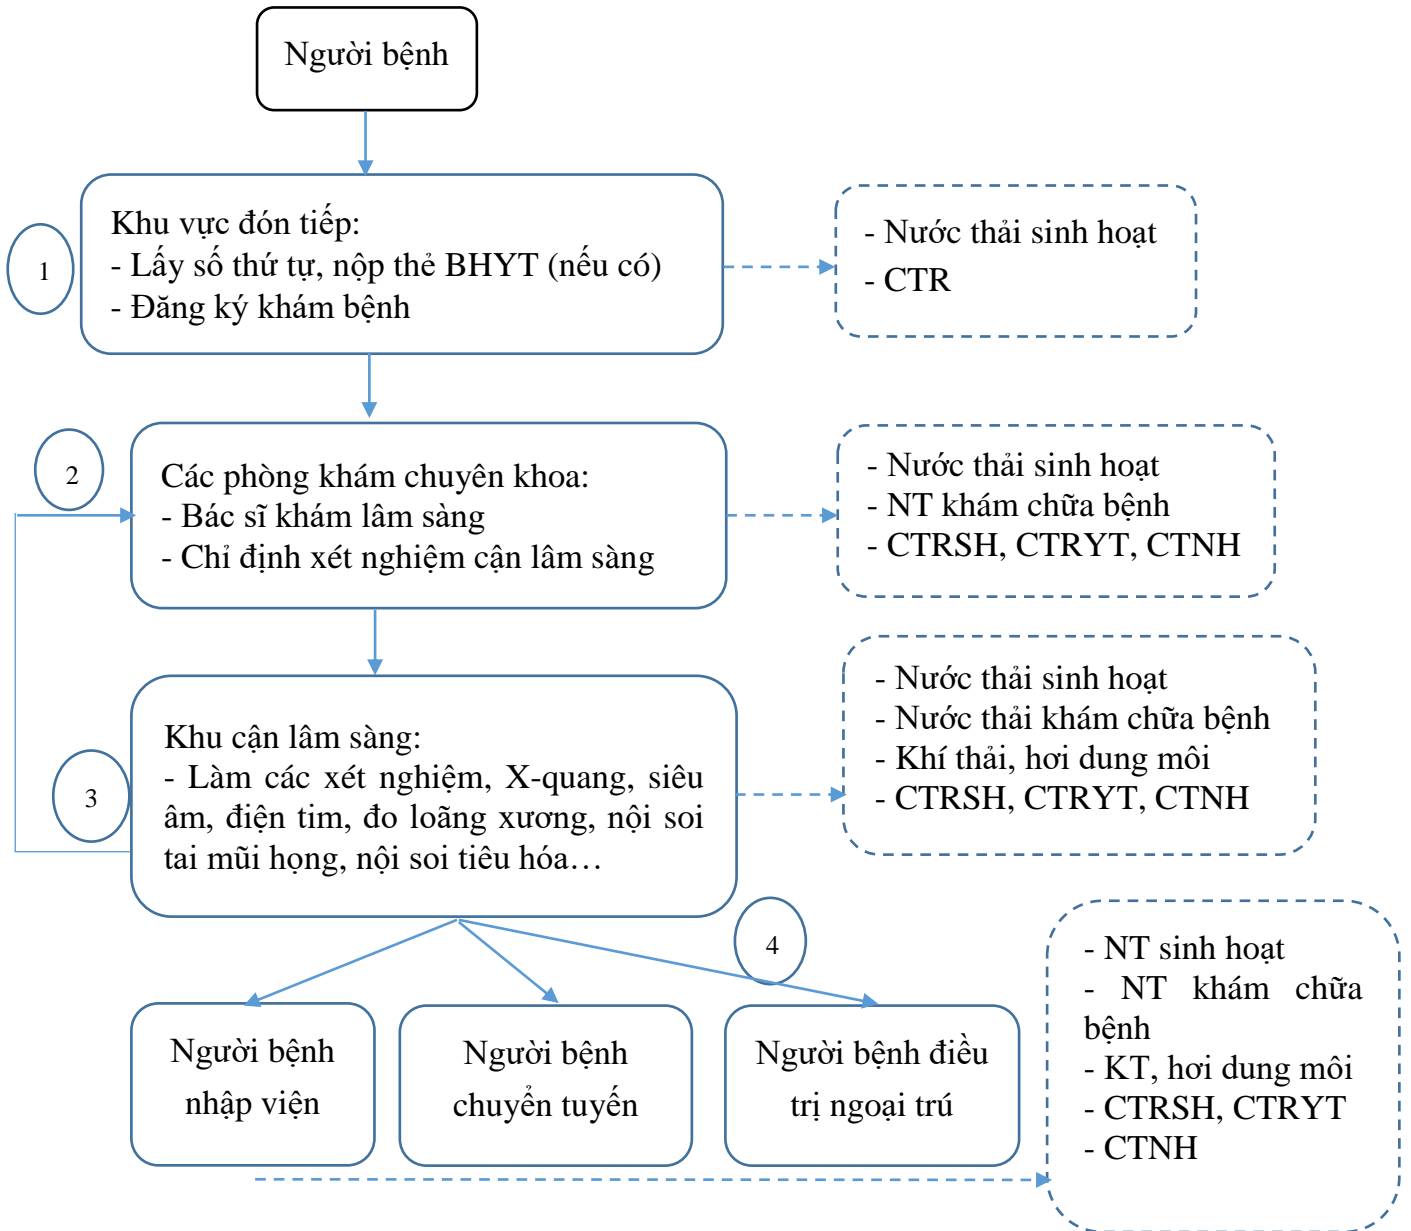 Người bệnh
1
Khu vực đón tiếp:
- Lấy số thứ tự, nộp thẻ BHYT (nếu có)
- Đăng ký khám bệnh
- Nước thải sinh hoạt
- CTR
2
Các phòng khám chuyên khoa:
- Bác sĩ khám lâm sàng
- Chỉ định xét nghiệm cận lâm sàng
- Nước thải sinh hoạt
- NT khám chữa bệnh
- CTRSH, CTRYT, CTNH
3
Khu cận lâm sàng:
- Làm các xét nghiệm, X-quang, siêu
âm, điện tim, đo loãng xương, nội soi
tai mũi họng, nội soi tiêu hóa…
- Nước thải sinh hoạt
- Nước thải khám chữa bệnh
- Khí thải, hơi dung môi
- CTRSH, CTRYT, CTNH
4
Người bệnh
nhập viện
Người bệnh
chuyển tuyến
Người bệnh điều
trị ngoại trú
- NT sinh hoạt
- NT khám chữa
bệnh
- KT, hơi dung môi
- CTRSH, CTRYT
- CTNH